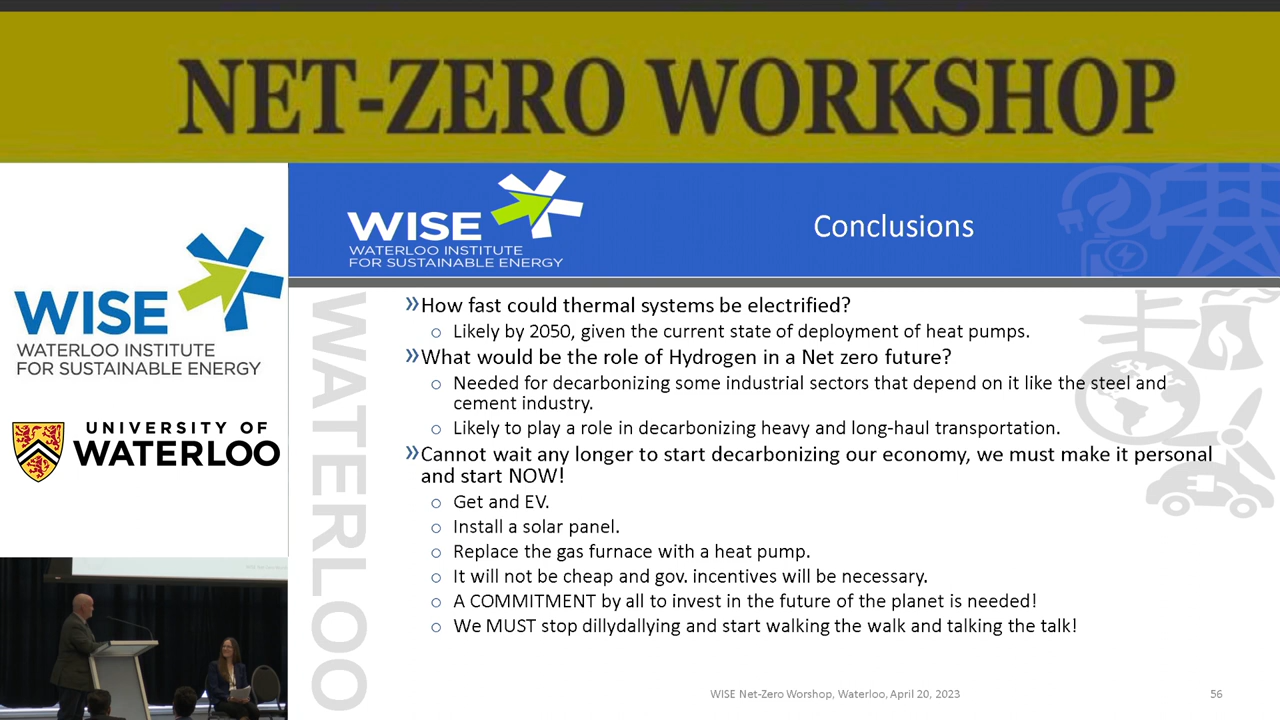 NET-ZERO WORKSHOP
WISE
WATERLOO INSTITUTE
FOR SUSTAINABLE ENERGY
UNIVERSITY OF
WATERLOO
WISE
WATERLOO INSTITUTE
FOR SUSTAINABLE ENERGY
Conclusions
WATERLOO
»How fast could thermal systems be electrified?
○ Likely by 2050, given the current state of deployment of heat pumps.
»What would be the role of Hydrogen in a Net zero future?
○ Needed for decarbonizing some industrial sectors that depend on it like the steel and
cement industry.
○ Likely to play a role in decarbonizing heavy and long-haul transportation.
»Cannot wait any longer to start decarbonizing our economy, we must make it personal
and start NOW!
○ Get and EV.
○ Install a solar panel.
○ Replace the gas furnace with a heat pump.
○ It will not be cheap and gov. incentives will be necessary.
○ A COMMITMENT by all to invest in the future of the planet is needed!
○ We MUST stop dillydallying and start walking the walk and talking the talk!
WISE Net-Zero Worshop, Waterloo, April 20, 2023
56